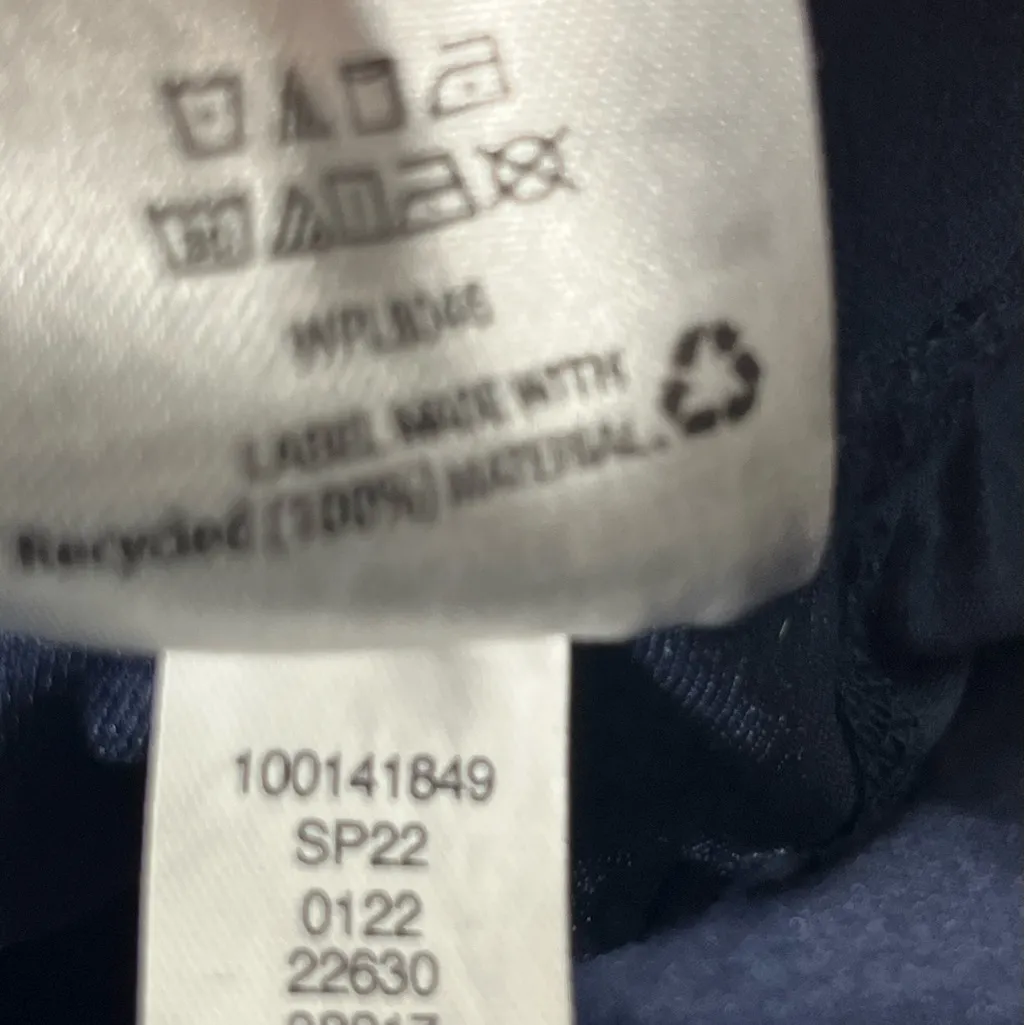 LABEL MADE WITH
Recycled (100%) MATERIAL.
100141849
SP22
0122
22630